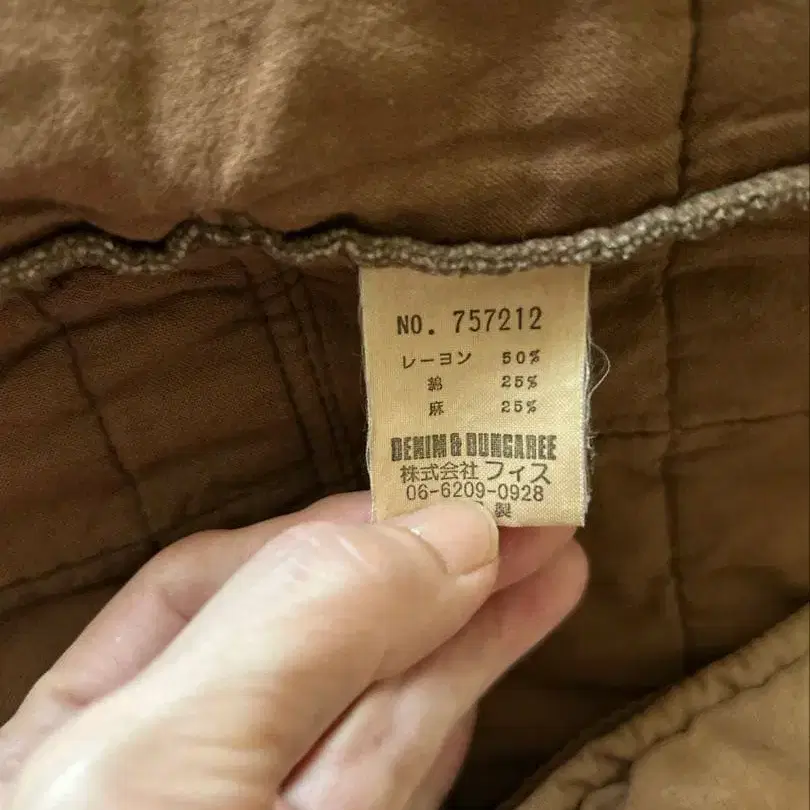 NO. 757212
レーヨン 50%
綿 25%
麻 25%
DENIM & DUNGAREE
株式会社 フィス
06-6209-0928
製